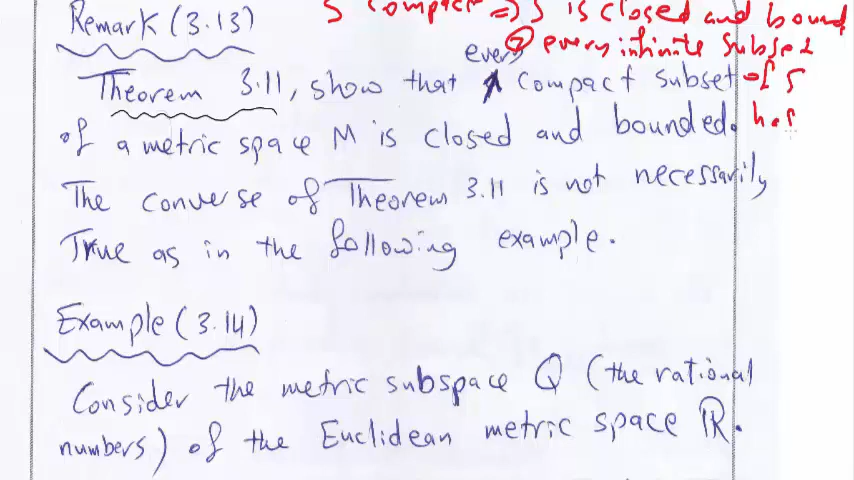 Remark (3.13)
S compact => S is closed and bound
② every infinite subset
every
Theorem 3.11, show that ∧ compact subset of S
of a metric space M is closed and bounded. has
The converse of Theorem 3.11 is not necessarily
True as in the following example.
Example (3.14)
Consider the metric subspace Q (the rational
numbers) of the Euclidean metric space ℝ.